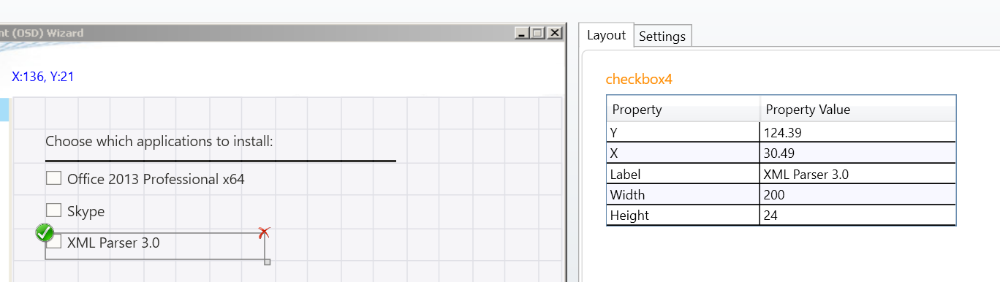 nt (OSD) Wizard
X:136, Y:21
Choose which applications to install:
Office 2013 Professional x64
Skype
XML Parser 3.0
Layout Settings
checkbox4
Property Property Value
Y 124.39
X 30.49
Label XML Parser 3.0
Width 200
Height 24